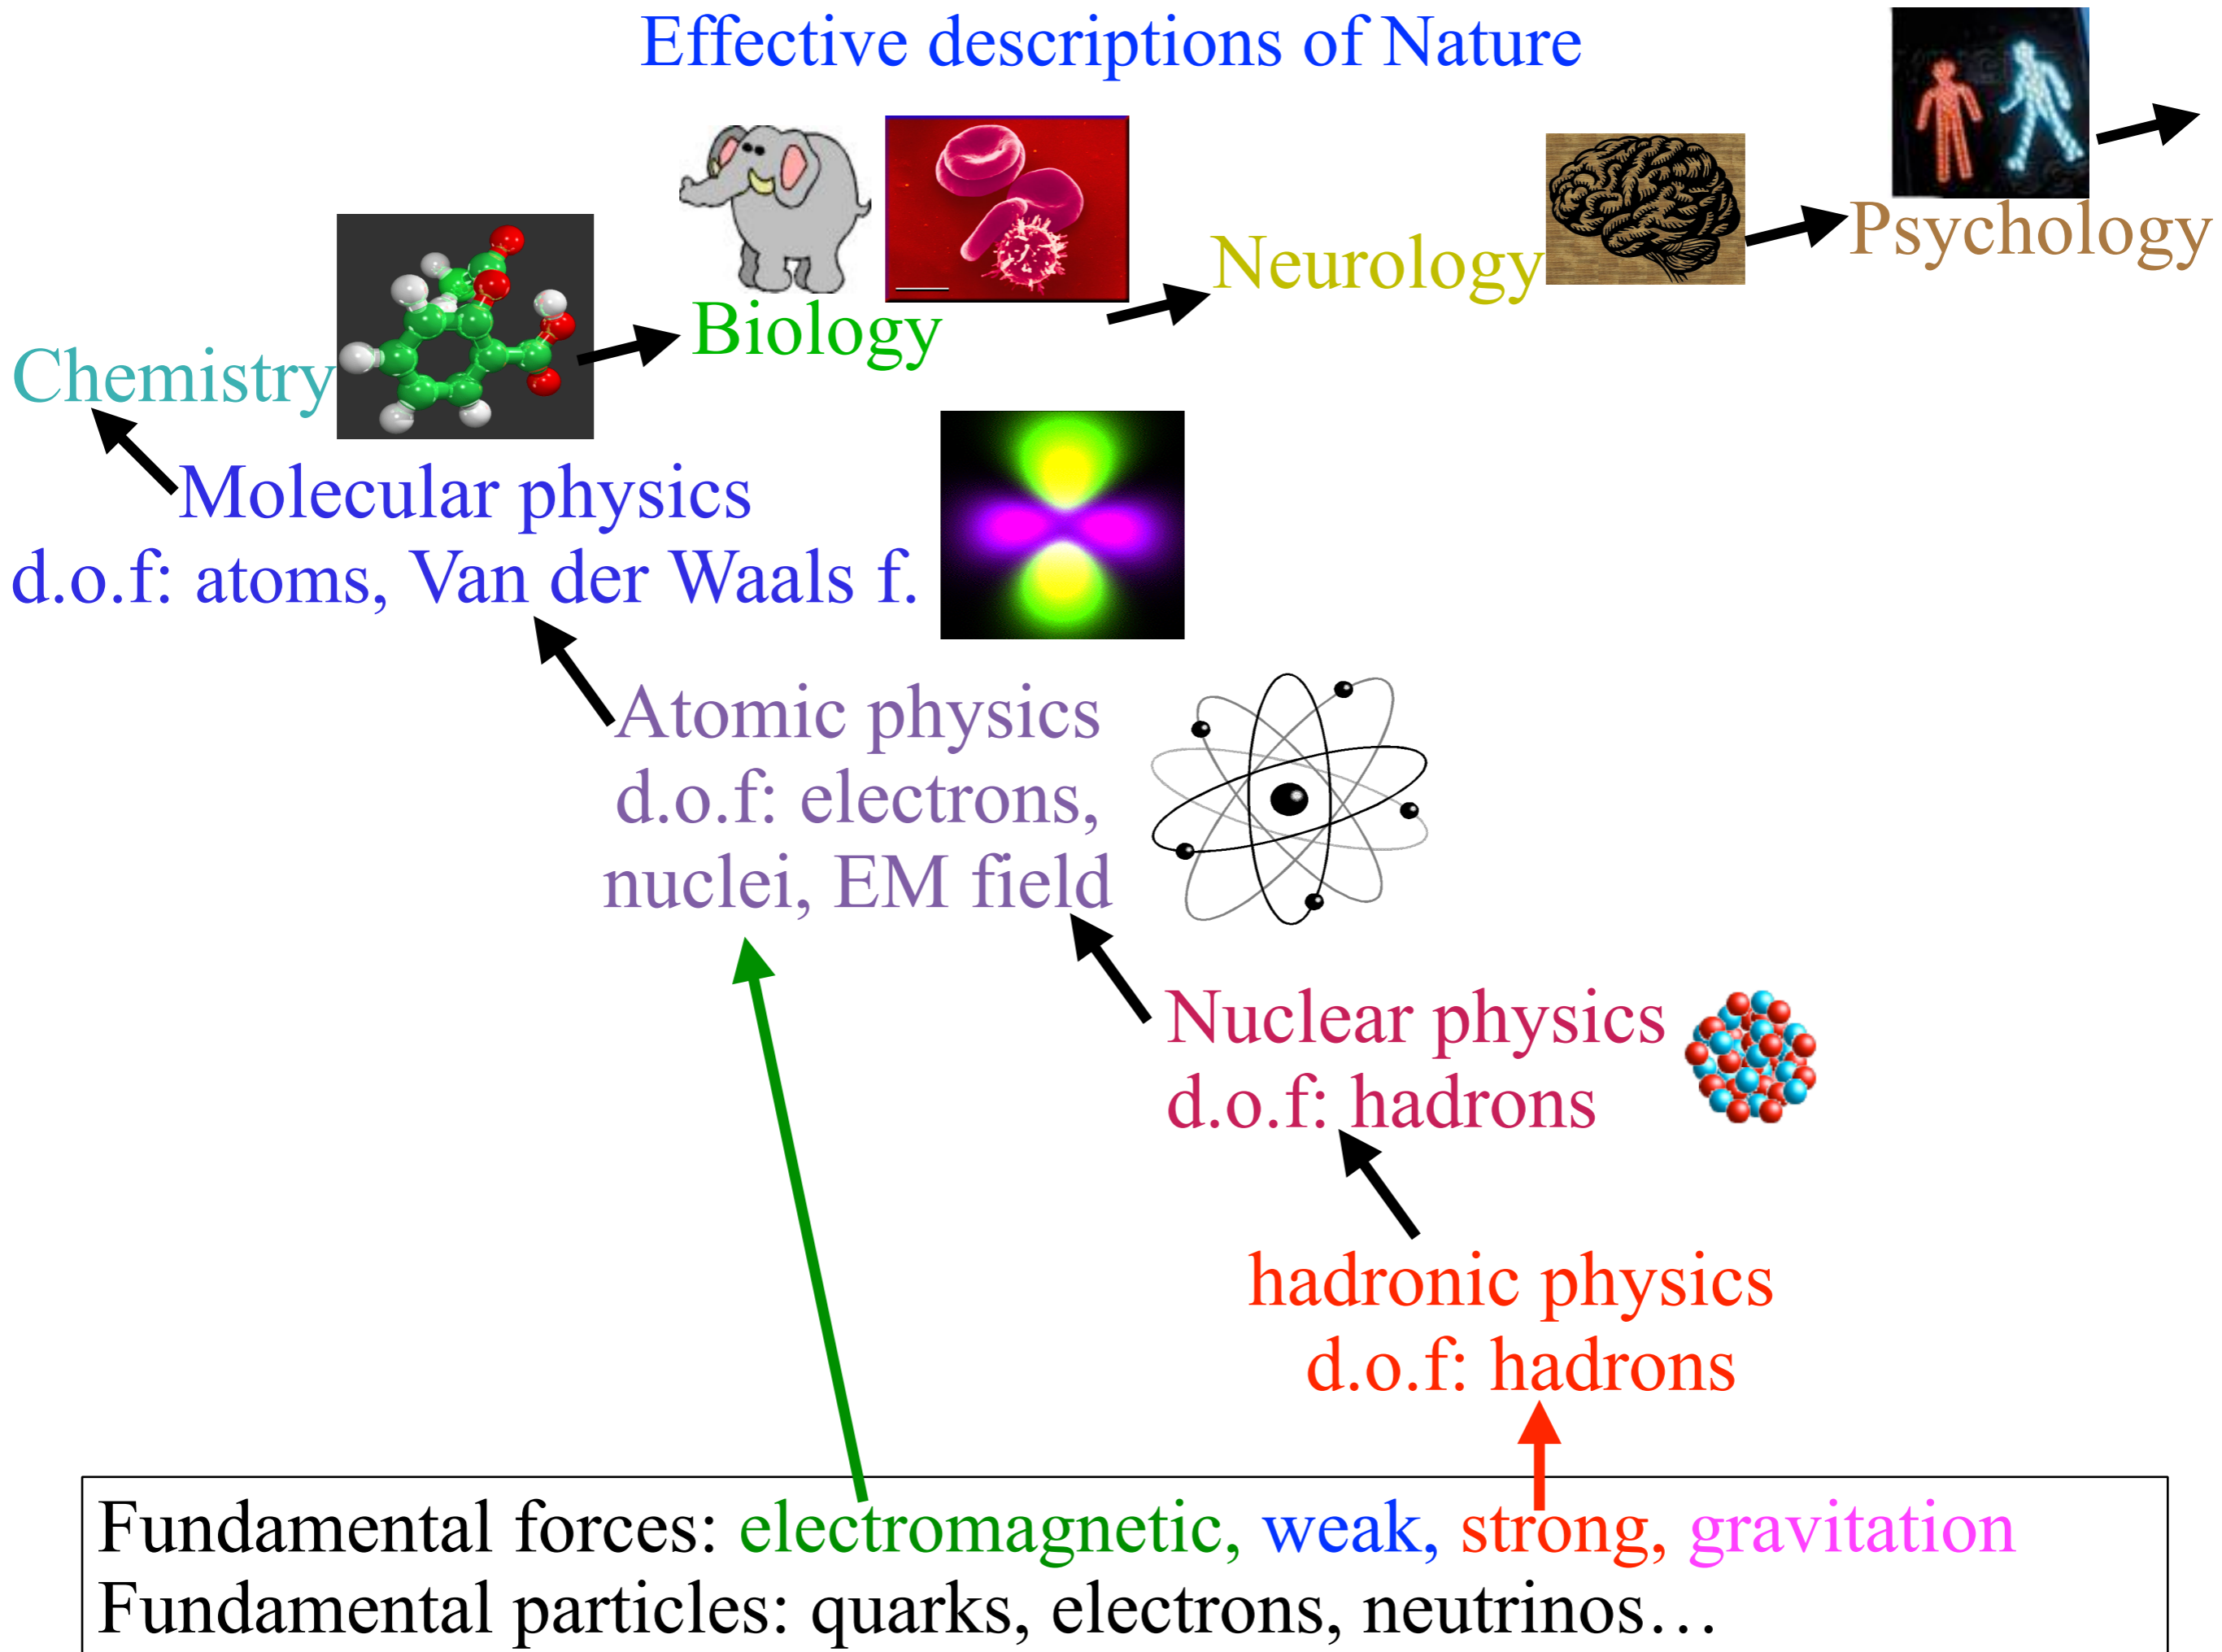 Effective descriptions of Nature
Psychology
Neurology
Biology
Chemistry
Molecular physics
d.o.f: atoms, Van der Waals f.
Atomic physics
d.o.f: electrons,
nuclei, EM field
Nuclear physics
d.o.f: hadrons
hadronic physics
d.o.f: hadrons
Fundamental forces: electromagnetic, weak, strong, gravitation
Fundamental particles: quarks, electrons, neutrinos…